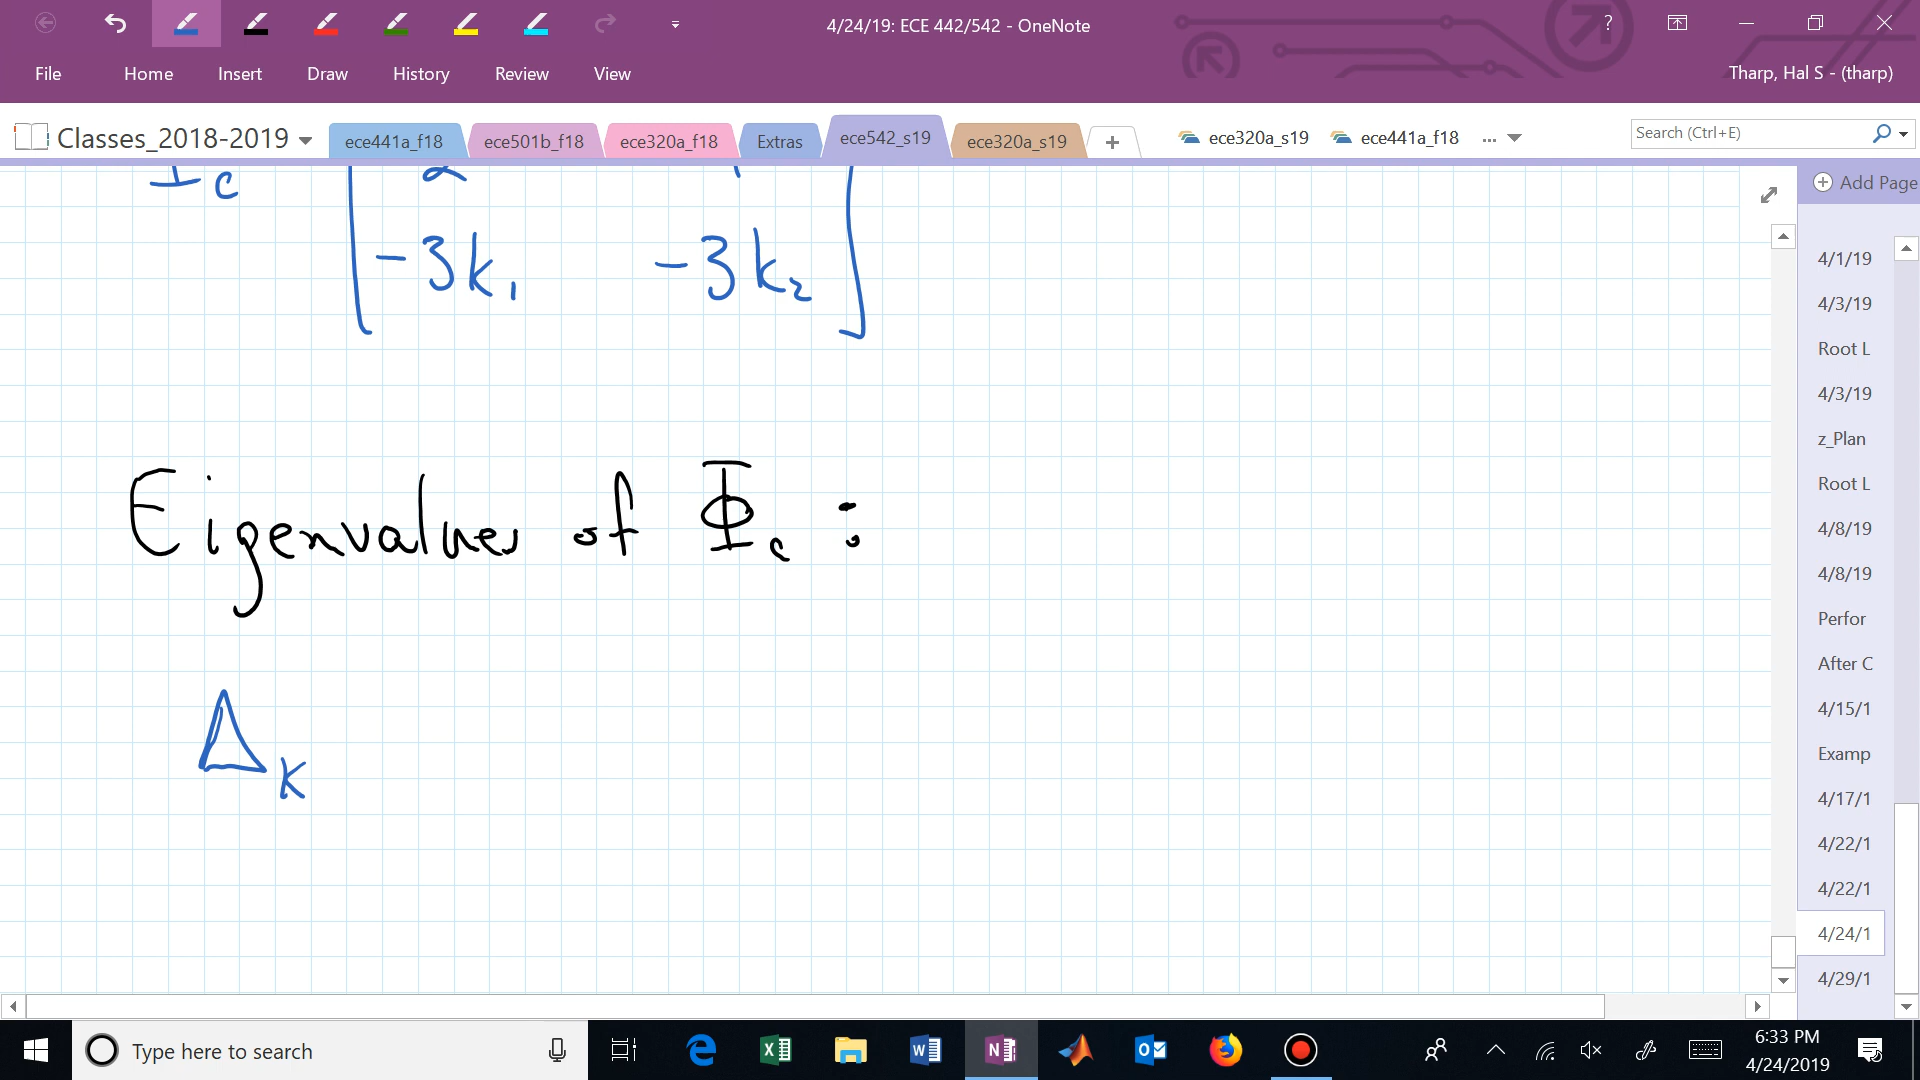 4/24/19: ECE 442/542 - OneNote
?
File Home Insert Draw History Review View
Tharp, Hal S - (tharp)
Classes_2018-2019
ece441a_f18
ece501b_f18
ece320a_f18
Extras
ece542_s19
ece320a_s19
+
ece320a_s19
ece441a_f18
...
Search (Ctrl+E)
Add Page
4/1/19
4/3/19
Root L
4/3/19
z_Plan
Root L
4/8/19
4/8/19
Perfor
After C
4/15/1
Examp
4/17/1
4/22/1
4/22/1
4/24/1
4/29/1
-3k₁ -3k₂
Eigenvalues of Φc :
Δk
Type here to search
6:33 PM
4/24/2019